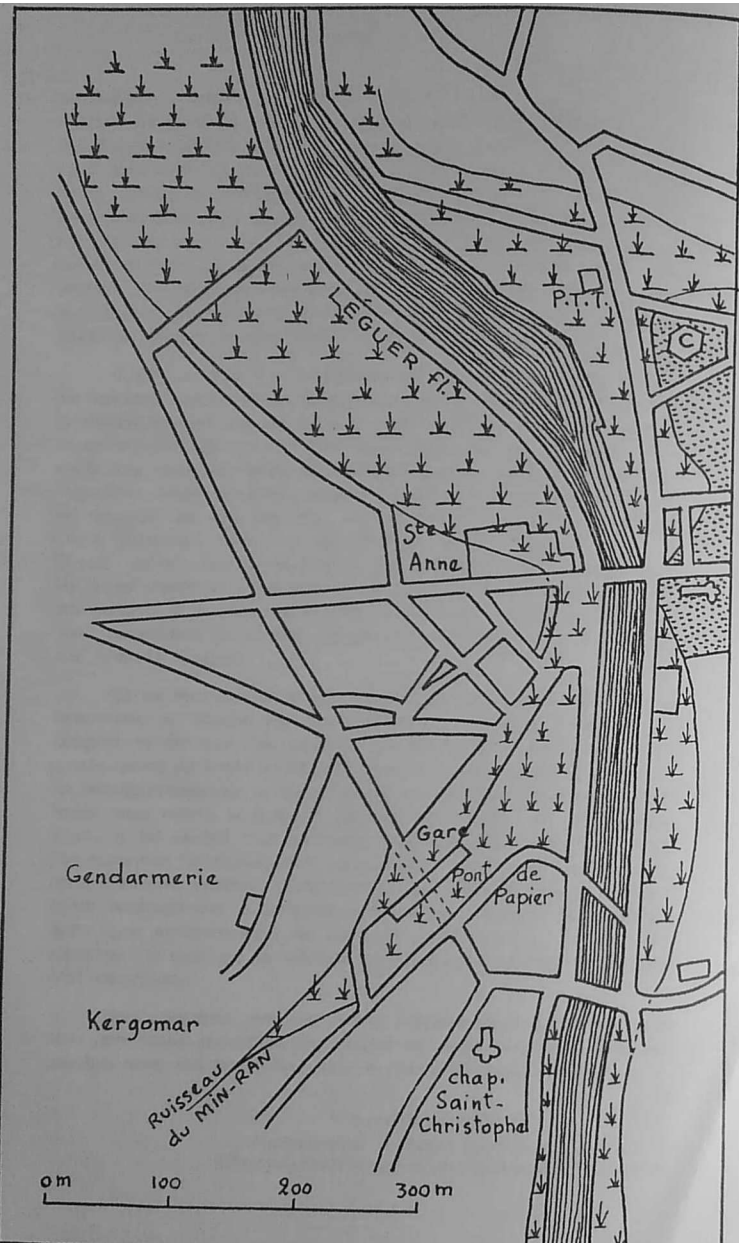 P.T.T.
C
LÉGUER fl.
Ste
Anne
Gare
Pont de
Papier
Gendarmerie
Kergomar
Ruisseau
du MIN-RAN
chap.
Saint-
Christophe
0 m 100 200 300 m